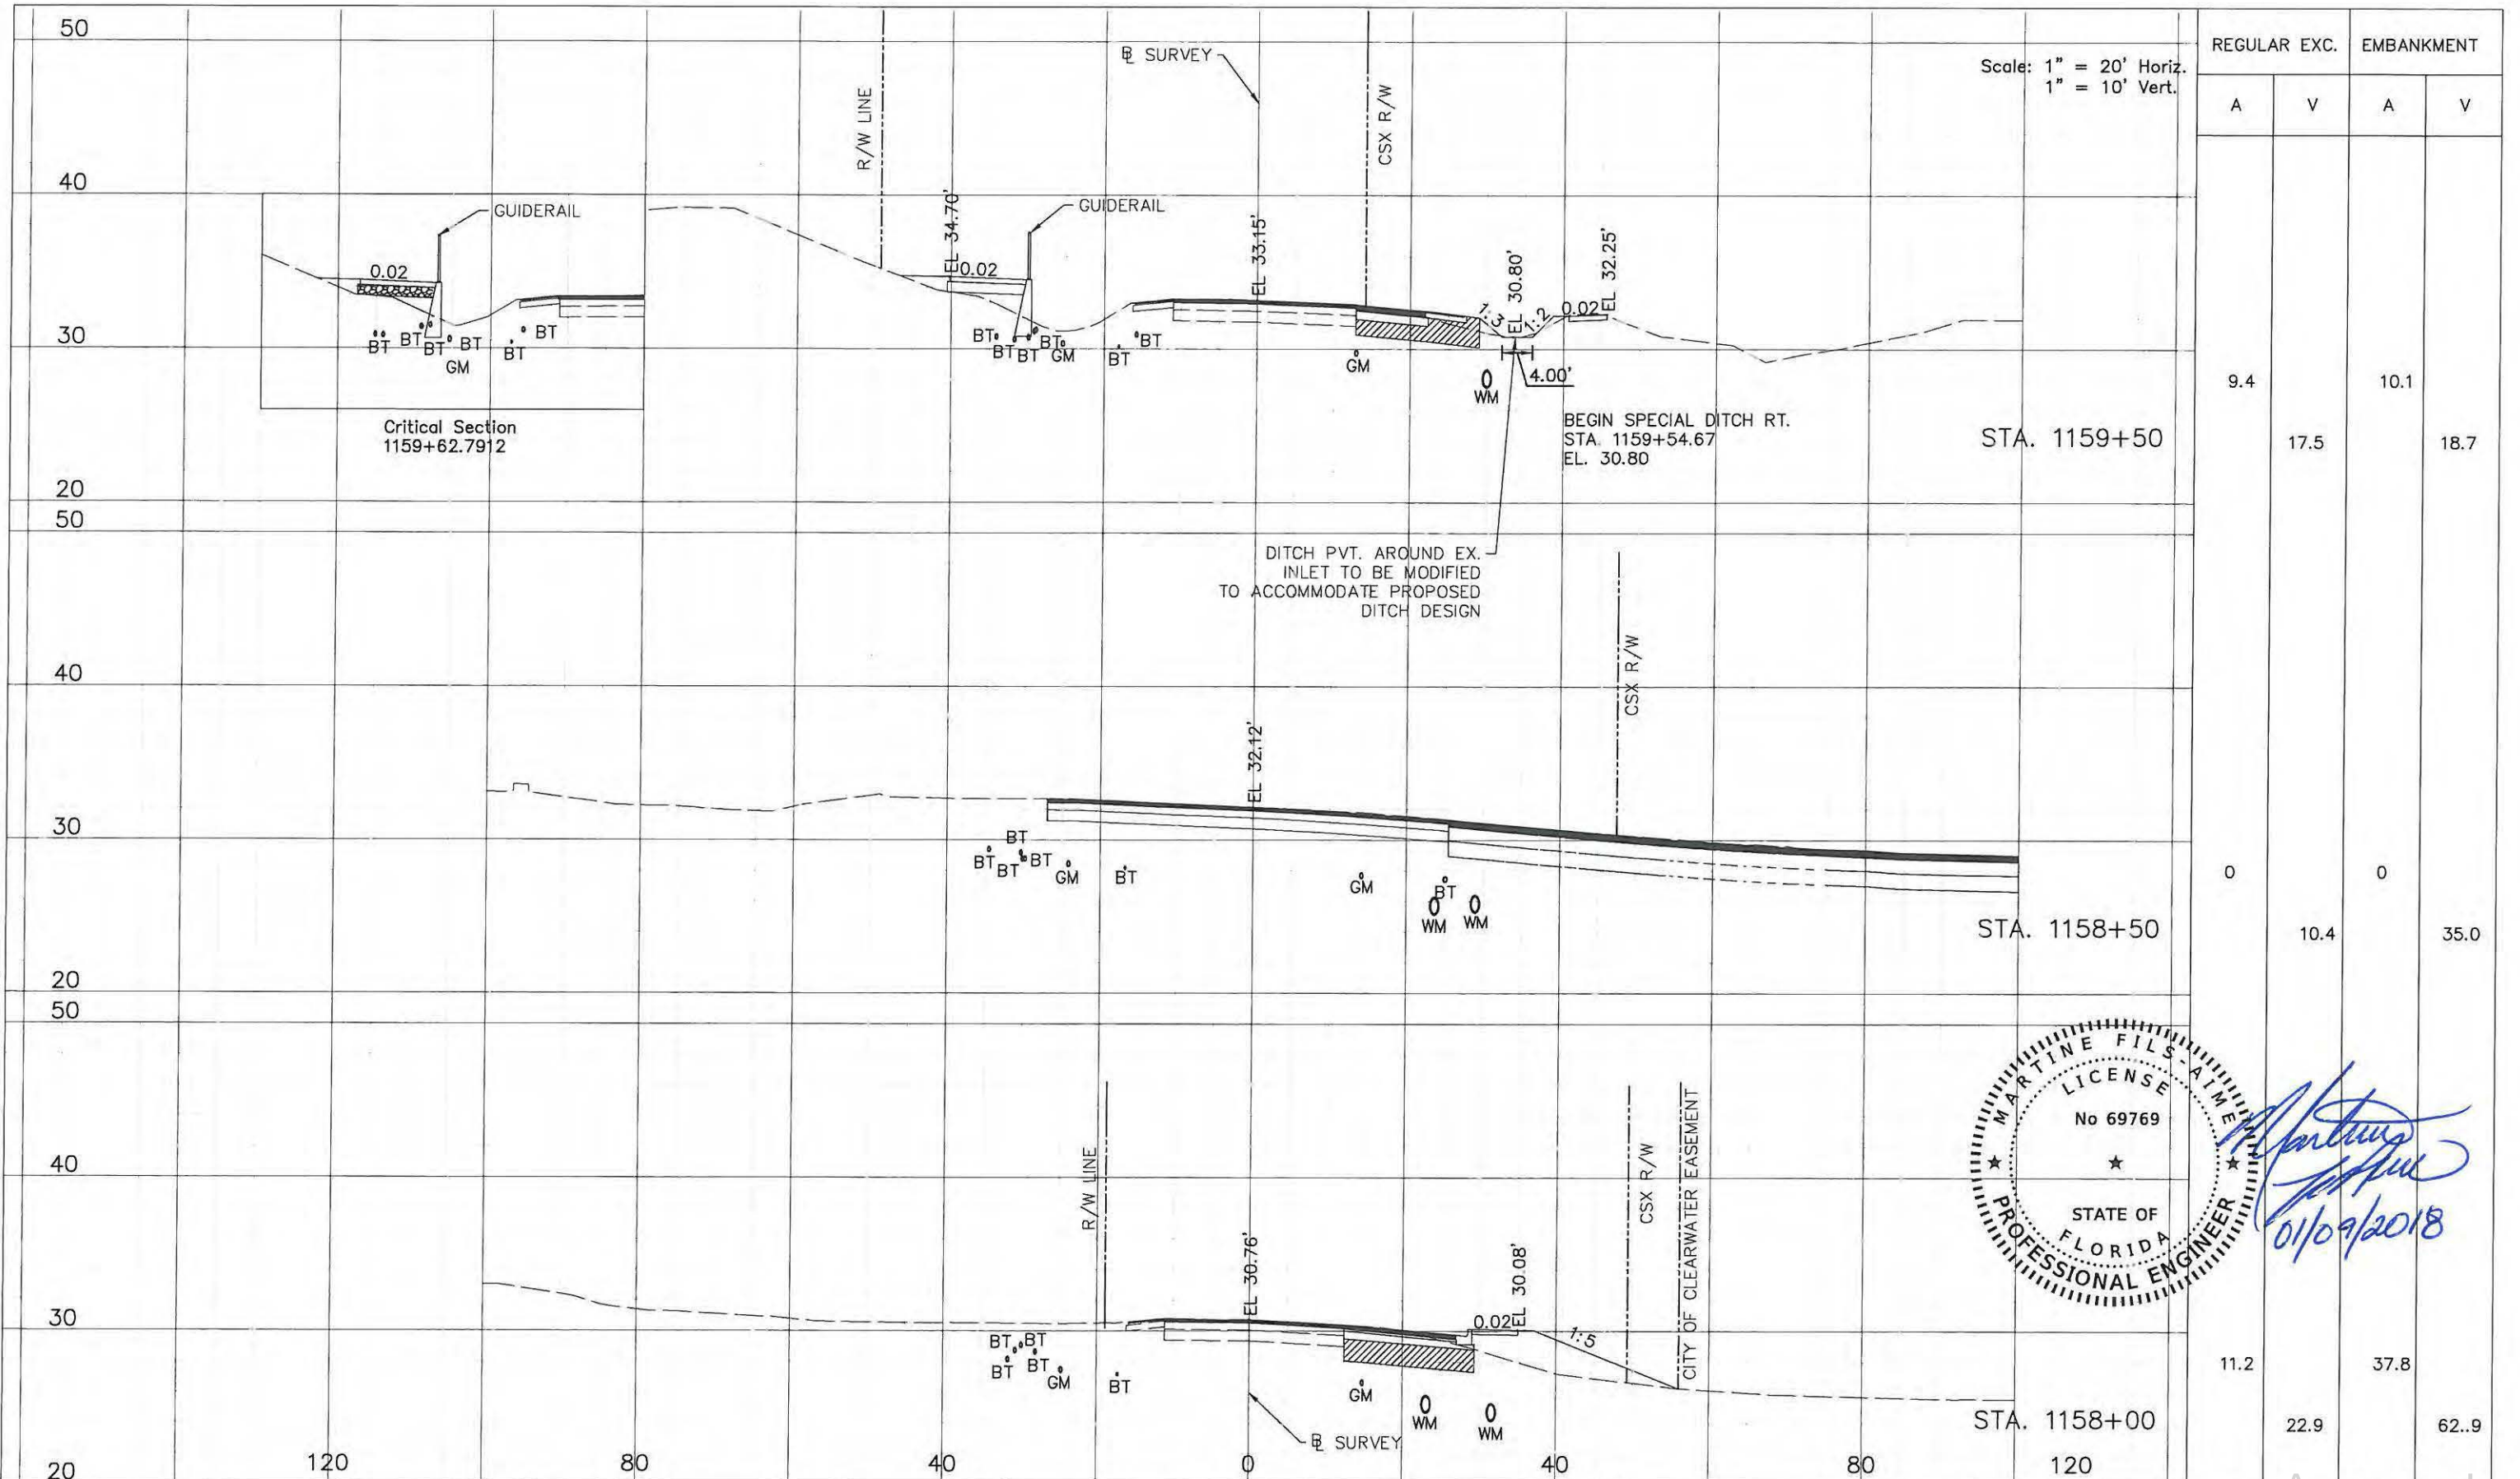 50
℄ SURVEY
Scale: 1" = 20' Horiz.
1" = 10' Vert.
REGULAR EXC.
EMBANKMENT
A
V
A
V
R/W LINE
CSX R/W
40
GUIDERAIL
GUIDERAIL
EL 34.70'
EL 33.15'
EL 30.80'
EL 32.25'
0.02
0.02
1:3
1:2
0.02
30
BT
BT
BT
BT
GM
BT
BT
BT
BT
BT
BT
GM
BT
BT
GM
WM
4.00'
9.4
10.1
Critical Section
1159+62.7912
BEGIN SPECIAL DITCH RT.
STA. 1159+54.67
EL. 30.80
STA. 1159+50
17.5
18.7
20
50
DITCH PVT. AROUND EX.
INLET TO BE MODIFIED
TO ACCOMMODATE PROPOSED
DITCH DESIGN
CSX R/W
40
EL 32.12'
30
BT
BT
BT
BT
GM
BT
GM
BT
WM
WM
0
0
STA. 1158+50
10.4
35.0
20
50
MARTINE FILS-AIME
LICENSE
No 69769
STATE OF
FLORIDA
PROFESSIONAL ENGINEER
01/09/2018
40
R/W LINE
CSX R/W
CITY OF CLEARWATER EASEMENT
EL 30.76'
EL 30.08'
30
0.02
1:5
BT
BT
BT
BT
GM
BT
GM
WM
WM
11.2
37.8
STA. 1158+00
22.9
62..9
℄ SURVEY
20
120
80
40
0
40
80
120